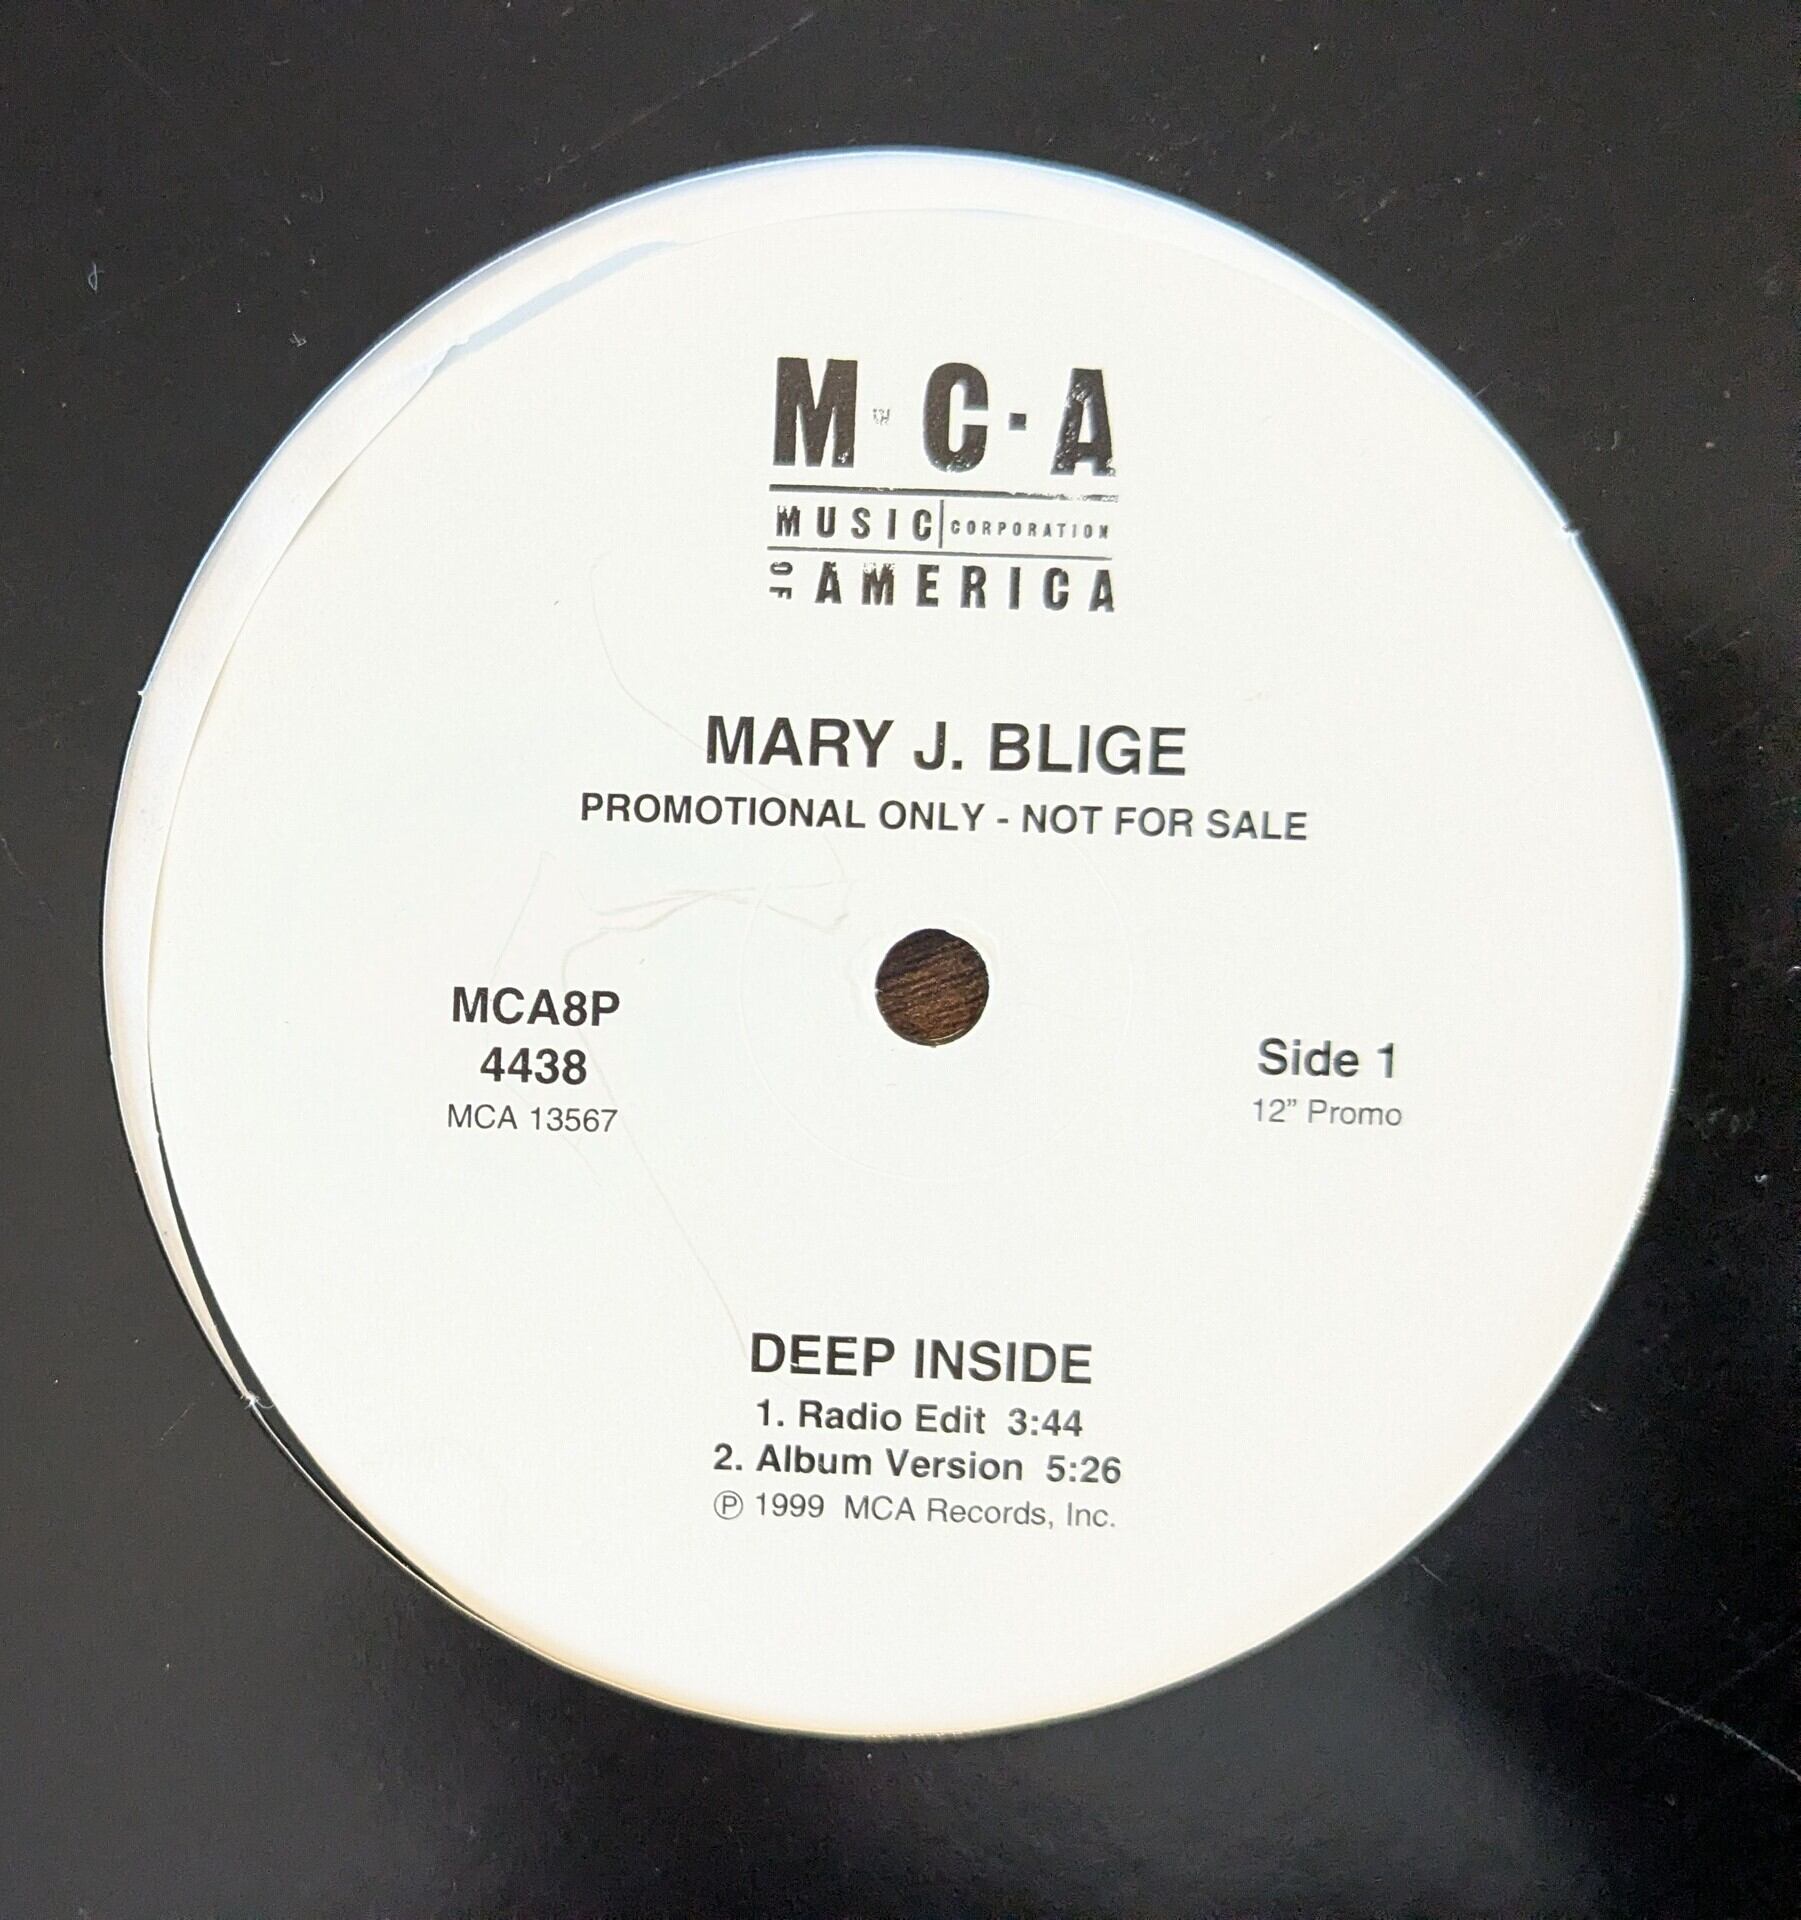 M·C·A
MUSIC CORPORATION
OF AMERICA
MARY J. BLIGE
PROMOTIONAL ONLY - NOT FOR SALE
MCA8P
4438
MCA 13567
Side 1
12” Promo
DEEP INSIDE
1. Radio Edit 3:44
2. Album Version 5:26
℗ 1999 MCA Records, Inc.